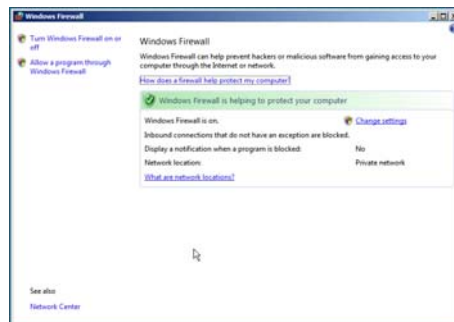 Windows Firewall
Turn Windows Firewall on or
off
Allow a program through
Windows Firewall
Windows Firewall
Windows Firewall can help prevent hackers or malicious software from gaining access to your
computer through the Internet or network.
How does a firewall help protect my computer?
Windows Firewall is helping to protect your computer
Windows Firewall is on.
Change settings
Inbound connections that do not have an exception are blocked.
Display a notification when a program is blocked: No
Network location: Private network
What are network locations?
See also
Network Center